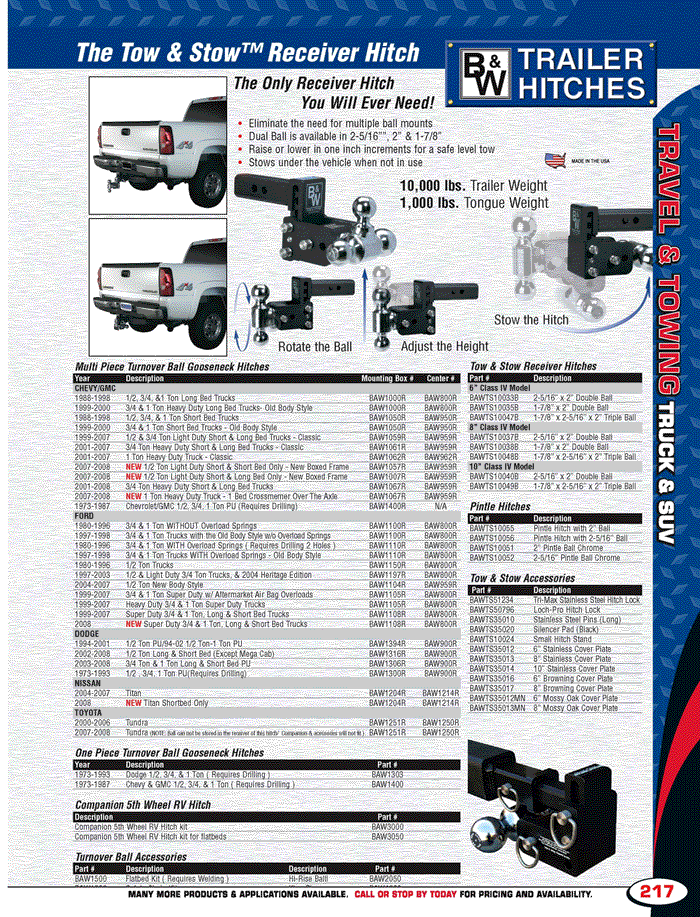 The Tow & Stow™ Receiver Hitch
B&W TRAILER HITCHES
The Only Receiver Hitch
You Will Ever Need!
• Eliminate the need for multiple ball mounts
• Dual Ball is available in 2-5/16"", 2" & 1-7/8"
• Raise or lower in one inch increments for a safe level tow
• Stows under the vehicle when not in use
MADE IN THE USA
10,000 lbs. Trailer Weight
1,000 lbs. Tongue Weight
B&W
Rotate the Ball
Adjust the Height
Stow the Hitch
TRAVEL & TOWING TRUCK & SUV
Multi Piece Turnover Ball Gooseneck Hitches
Year Description Mounting Box # Center #
CHEVY/GMC
1988-1998 1/2, 3/4, &1 Ton Long Bed Trucks BAW1000R BAW800R
1999-2000 3/4 & 1 Ton Heavy Duty Long Bed Trucks- Old Body Style BAW1000R BAW800R
1988-1998 1/2, 3/4, & 1 Ton Short Bed Trucks BAW1050R BAW950R
1999-2000 3/4 & 1 Ton Short Bed Trucks - Old Body Style BAW1050R BAW950R
1999-2007 1/2 & 3/4 Ton Light Duty Short & Long Bed Trucks - Classic BAW1059R BAW959R
2001-2007 3/4 Ton Heavy Duty Short & Long Bed Trucks - Classic BAW1061R BAW959R
2001-2007 1 Ton Heavy Duty Truck - Classic BAW1062R BAW962R
2007-2008 NEW 1/2 Ton Light Duty Short & Short Bed Only - New Boxed Frame BAW1057R BAW959R
2007-2008 NEW 1/2 Ton Light Duty Short & Long Bed Only - New Boxed Frame BAW1007R BAW959R
2001-2008 3/4 Ton Heavy Duty Short & Long Bed Trucks BAW1067R BAW959R
2007-2008 NEW 1 Ton Heavy Duty Truck - 1 Bed Crossmemer Over The Axle BAW1067R BAW959R
1973-1987 Chevrolet/GMC 1/2, 3/4, 1 Ton PU (Requires Drilling) BAW1400R N/A
FORD
1980-1996 3/4 & 1 Ton WITHOUT Overload Springs BAW1100R BAW800R
1997-1998 3/4 & 1 Ton Trucks with the Old Body Style w/o Overload Springs BAW1100R BAW800R
1980-1996 3/4 & 1 Ton WITH Overload Springs ( Requires Drilling 2 Holes ) BAW1110R BAW800R
1997-1998 3/4 & 1 Ton Trucks WITH Overload Springs - Old Body Style BAW1110R BAW800R
1980-1996 1/2 Ton Trucks BAW1150R BAW800R
1997-2003 1/2 & Light Duty 3/4 Ton Trucks, & 2004 Heritage Edition BAW1197R BAW800R
2004-2007 1/2 Ton New Body Style BAW1104R BAW959R
1999-2007 3/4 & 1 Ton Super Duty w/ Aftermarket Air Bag Overloads BAW1105R BAW800R
1999-2007 Heavy Duty 3/4 & 1 Ton Super Duty Trucks BAW1105R BAW800R
1999-2007 Super Duty 3/4 & 1 Ton, Long & Short Bed Trucks BAW1108R BAW800R
2008 NEW Super Duty 3/4 & 1 Ton, Long & Short Bed Trucks BAW1108R BAW800R
DODGE
1994-2001 1/2 Ton PU/94-02 1/2 Ton-1 Ton PU BAW1394R BAW900R
2002-2008 1/2 Ton Long & Short Bed (Except Mega Cab) BAW1316R BAW900R
2003-2008 3/4 Ton & 1 Ton Long & Short Bed PU BAW1306R BAW900R
1973-1993 1/2 , 3/4, 1 Ton PU(Requires Drilling) BAW1300R BAW900R
NISSAN
2004-2007 Titan BAW1204R BAW1214R
2008 NEW Titan Shortbed Only BAW1204R BAW1214R
TOYOTA
2000-2006 Tundra BAW1251R BAW1250R
2007-2008 Tundra (NOTE: Ball can not be stored in the receiver of this hitch/ Companion & accessories will not fit ) BAW1251R BAW1250R
One Piece Turnover Ball Gooseneck Hitches
Year Description Part #
1973-1993 Dodge 1/2, 3/4, & 1 Ton ( Requires Drilling ) BAW1303
1973-1987 Chevy & GMC 1/2, 3/4, & 1 Ton ( Requires Drilling ) BAW1400
Companion 5th Wheel RV Hitch
Description Part #
Companion 5th Wheel RV Hitch kit BAW3000
Companion 5th Wheel RV Hitch kit for flatbeds BAW3050
Turnover Ball Accessories
Part # Description Description Part #
BAW1500 Flatbed Kit ( Requires Welding ) Hi-Rise Ball BAW2050
Tow & Stow Receiver Hitches
Part # Description
6" Class IV Model
BAWTS10033B 2-5/16" x 2" Double Ball
BAWTS10035B 1-7/8" x 2" Double Ball
BAWTS10047B 1-7/8" x 2-5/16" x 2" Triple Ball
8" Class IV Model
BAWTS10037B 2-5/16" x 2" Double Ball
BAWTS10038B 1-7/8" x 2" Double Ball
BAWTS10048B 1-7/8" x 2-5/16" x 2" Triple Ball
10" Class IV Model
BAWTS10040B 2-5/16" x 2" Double Ball
BAWTS10049B 1-7/8" x 2-5/16" x 2" Triple Ball
Pintle Hitches
Part # Description
BAWTS10055 Pintle Hitch with 2" Ball
BAWTS10056 Pintle Hitch with 2-5/16" Ball
BAWTS10051 2" Pintle Ball Chrome
BAWTS10052 2-5/16" Pintle Ball Chrome
Tow & Stow Accessories
Part # Description
BAWTS51234 Tri-Max Stainless Steel Hitch Lock
BAWTS50796 Loch-Pro Hitch Lock
BAWTS35010 Stainless Steel Pins (Long)
BAWTS35020 Silencer Pad (Black)
BAWTS10024 Small Hitch Stand
BAWTS35012 6" Stainless Cover Plate
BAWTS35013 8" Stainless Cover Plate
BAWTS35014 10" Stainless Cover Plate
BAWTS35016 6" Browning Cover Plate
BAWTS35017 8" Browning Cover Plate
BAWTS35012MN 6" Mossy Oak Cover Plate
BAWTS35013MN 8" Mossy Oak Cover Plate
MANY MORE PRODUCTS & APPLICATIONS AVAILABLE. CALL OR STOP BY TODAY FOR PRICING AND AVAILABILITY.
217